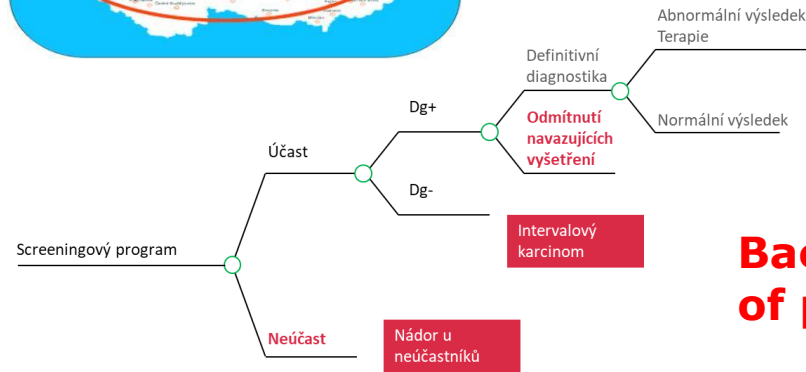 Abnormální výsledek
Terapie
Definitivní
diagnostika
Dg+
Odmítnutí
navazujících
vyšetření
Normální výsledek
Účast
Dg-
Intervalový
karcinom
Screeningový program
Neúčast
Nádor u
neúčastníků
of